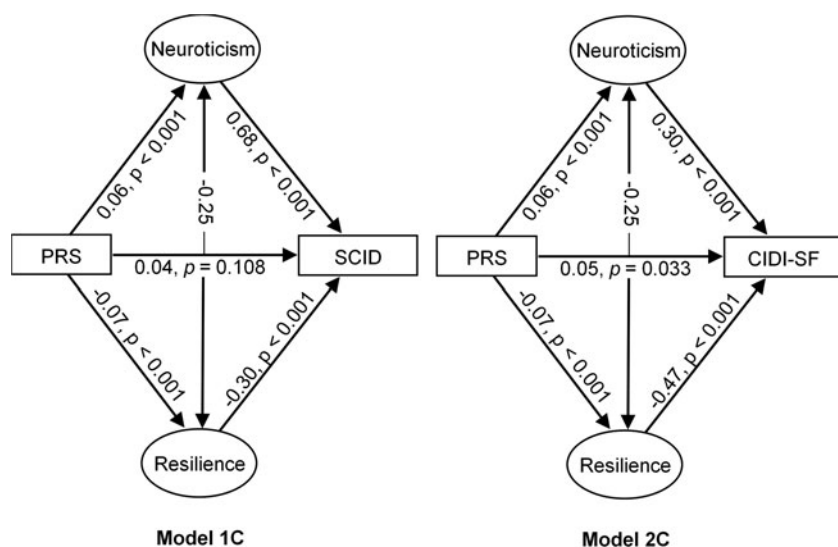 Neuroticism
0.06, p < 0.001
0.68, p < 0.001
-0.25
PRS
SCID
0.04, p = 0.108
-0.07, p < 0.001
-0.30, p < 0.001
Resilience
Model 1C
Neuroticism
0.06, p < 0.001
0.30, p < 0.001
-0.25
PRS
CIDI-SF
0.05, p = 0.033
-0.07, p < 0.001
-0.47, p < 0.001
Resilience
Model 2C